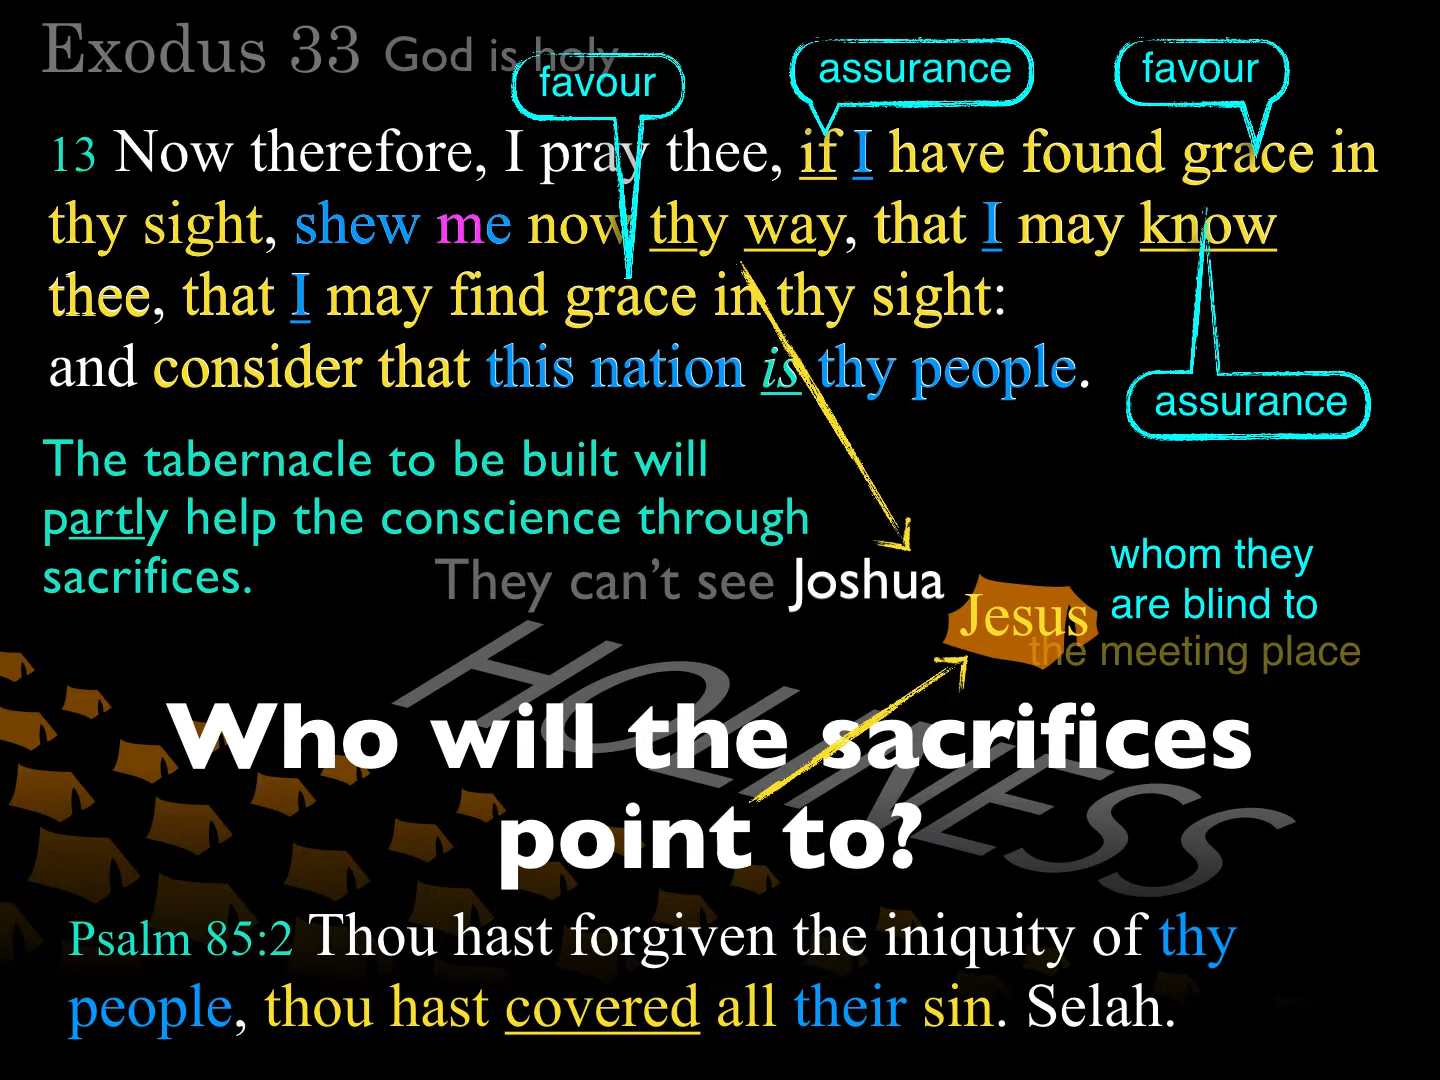 Exodus 33 God is holy
favour
assurance
favour
13 Now therefore, I pray thee, if I have found grace in
thy sight, shew me now thy way, that I may know
thee, that I may find grace in thy sight:
and consider that this nation is thy people.
assurance
The tabernacle to be built will
partly help the conscience through
sacrifices.
They can't see Joshua
Jesus
whom they
are blind to
the meeting place
HOLINESS
Who will the sacrifices
point to?
Psalm 85:2 Thou hast forgiven the iniquity of thy
people, thou hast covered all their sin. Selah.